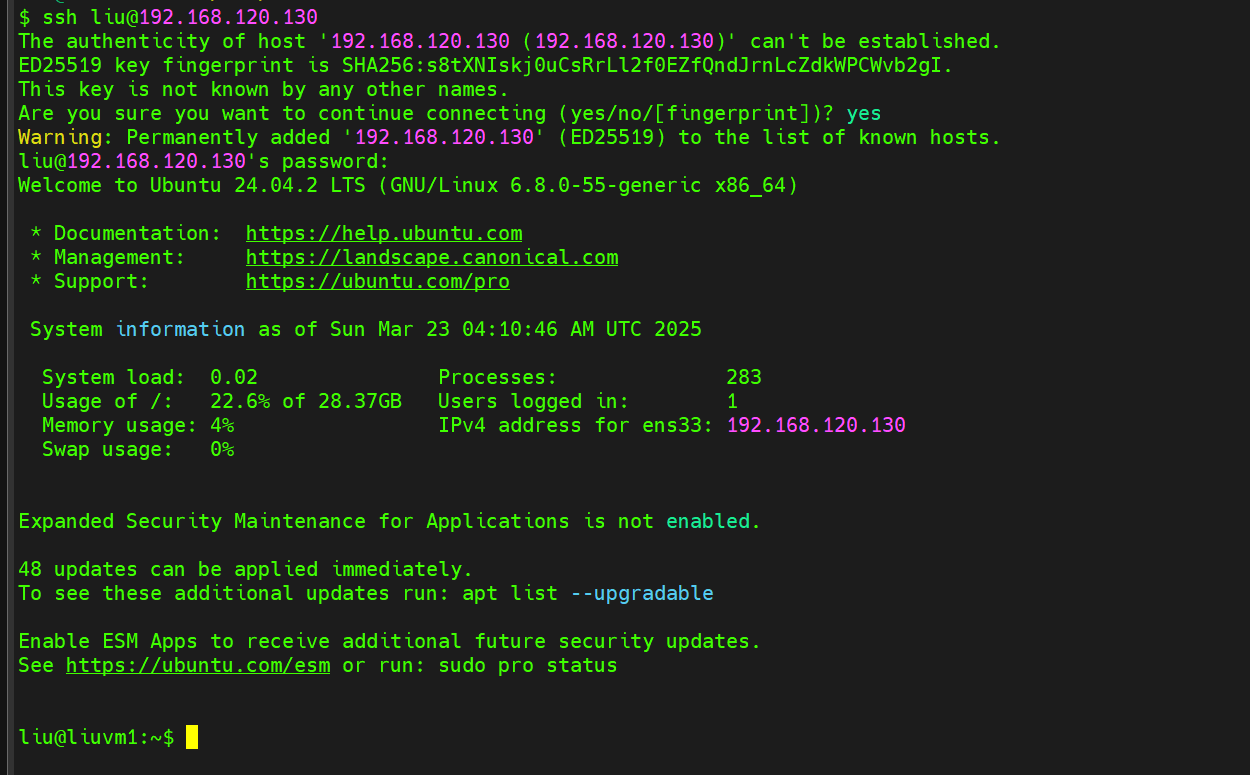 $ ssh liu@192.168.120.130
The authenticity of host '192.168.120.130 (192.168.120.130)' can't be established.
ED25519 key fingerprint is SHA256:s8tXNIskj0uCsRrLl2f0EZfQndJrnLcZdkWPCWvb2gI.
This key is not known by any other names.
Are you sure you want to continue connecting (yes/no/[fingerprint])? yes
Warning: Permanently added '192.168.120.130' (ED25519) to the list of known hosts.
liu@192.168.120.130's password:
Welcome to Ubuntu 24.04.2 LTS (GNU/Linux 6.8.0-55-generic x86_64)

 * Documentation:  https://help.ubuntu.com
 * Management:     https://landscape.canonical.com
 * Support:        https://ubuntu.com/pro

 System information as of Sun Mar 23 04:10:46 AM UTC 2025

  System load:  0.02               Processes:              283
  Usage of /:   22.6% of 28.37GB   Users logged in:        1
  Memory usage: 4%                 IPv4 address for ens33: 192.168.120.130
  Swap usage:   0%


Expanded Security Maintenance for Applications is not enabled.

48 updates can be applied immediately.
To see these additional updates run: apt list --upgradable

Enable ESM Apps to receive additional future security updates.
See https://ubuntu.com/esm or run: sudo pro status


liu@liuvm1:~$